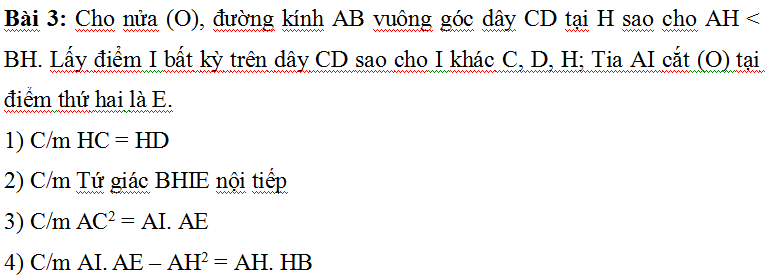 Bài 3: Cho nửa (O), đường kính AB vuông góc dây CD tại H sao cho AH <
BH. Lấy điểm I bất kỳ trên dây CD sao cho I khác C, D, H; Tia AI cắt (O) tại
điểm thứ hai là E.
1) C/m HC = HD
2) C/m Tứ giác BHIE nội tiếp
3) C/m AC² = AI. AE
4) C/m AI. AE – AH² = AH. HB